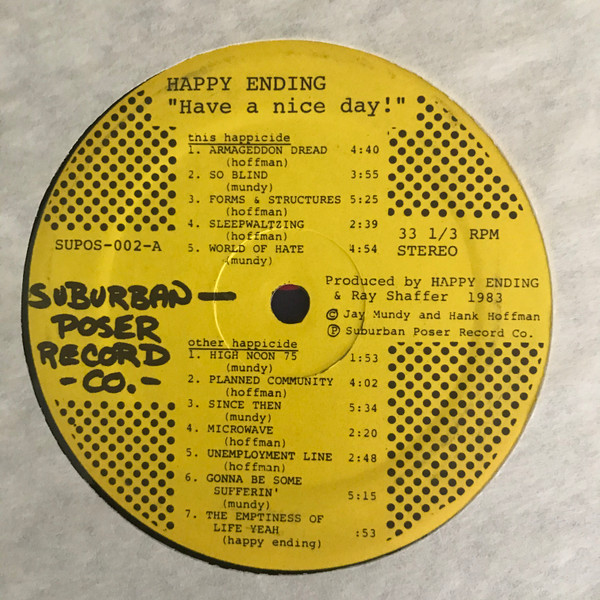 HAPPY ENDING
"Have a nice day!"
this happicide
1. ARMAGEDDON DREAD 4:40
(hoffman)
2. SO BLIND 3:55
(mundy)
3. FORMS & STRUCTURES 5:25
(hoffman)
4. SLEEPWALTZING 2:39
(hoffman)
5. WORLD OF HATE 4:54
(mundy)
SUPOS-002-A
33 1/3 RPM
STEREO
SUBURBAN —
POSER
RECORD
-CO.-
Produced by HAPPY ENDING
& Ray Shaffer 1983
© Jay Mundy and Hank Hoffman
℗ Suburban Poser Record Co.
other happicide
1. HIGH NOON 75 1:53
(mundy)
2. PLANNED COMMUNITY 4:02
(hoffman)
3. SINCE THEN 5:34
(mundy)
4. MICROWAVE 2:20
(hoffman)
5. UNEMPLOYMENT LINE 2:48
(hoffman)
6. GONNA BE SOME
SUFFERIN' 5:15
(mundy)
7. THE EMPTINESS OF
LIFE YEAH :53
(happy ending)